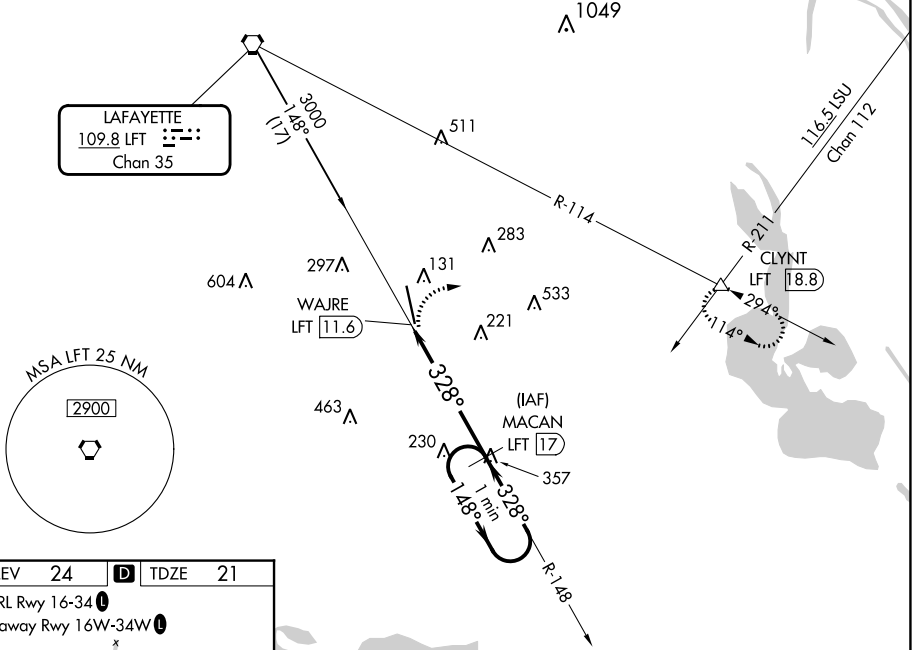 1049
LAFAYETTE
109.8 LFT
Chan 35
3000
148°
(17)
511
116.5 LSU
Chan 112
R-114
R-211
CLYNT
LFT 18.8
294°
114°
283
297
131
604
533
WAJRE
LFT 11.6
221
MSA LFT 25 NM
2900
328°
463
(IAF)
MACAN
LFT 17
230
357
148°
1 min
328°
R-148
EV 24 D TDZE 21
RL Rwy 16-34 L
away Rwy 16W-34W L
x